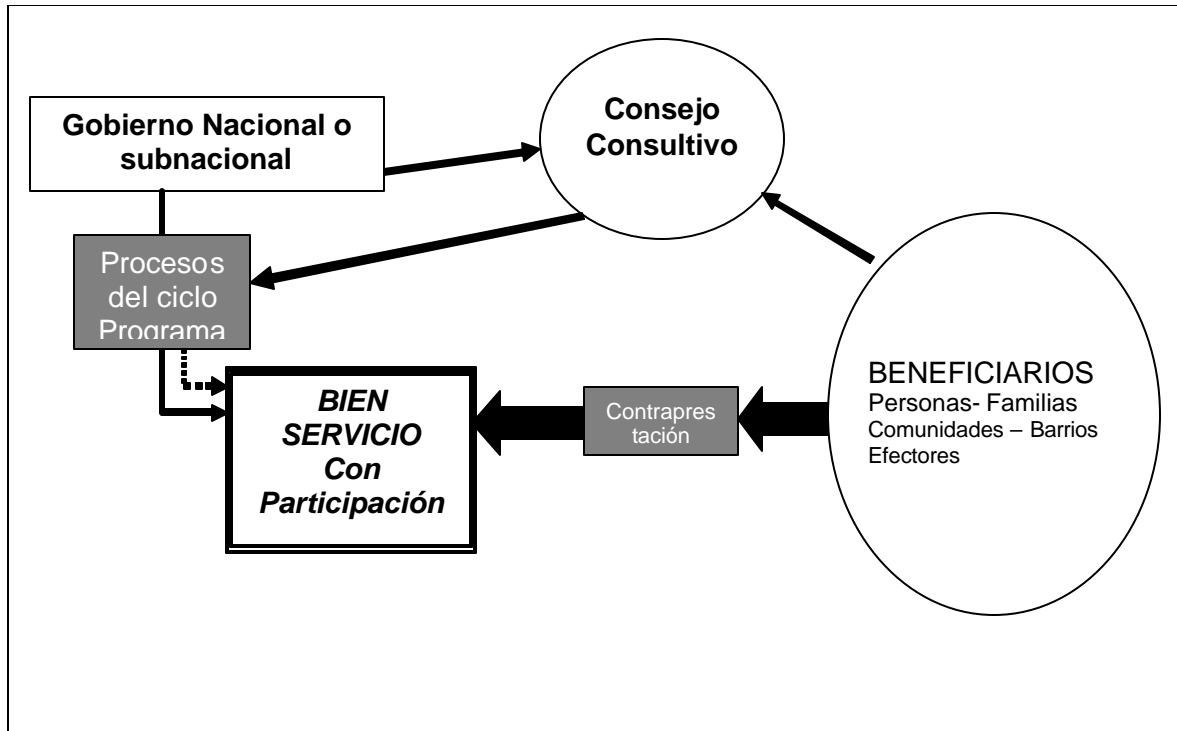 Gobierno Nacional o
subnacional
Consejo
Consultivo
Procesos
del ciclo
Programa
BIEN
SERVICIO
Con
Participación
Contrapres
tación
BENEFICIARIOS
Personas- Familias
Comunidades – Barrios
Efectores